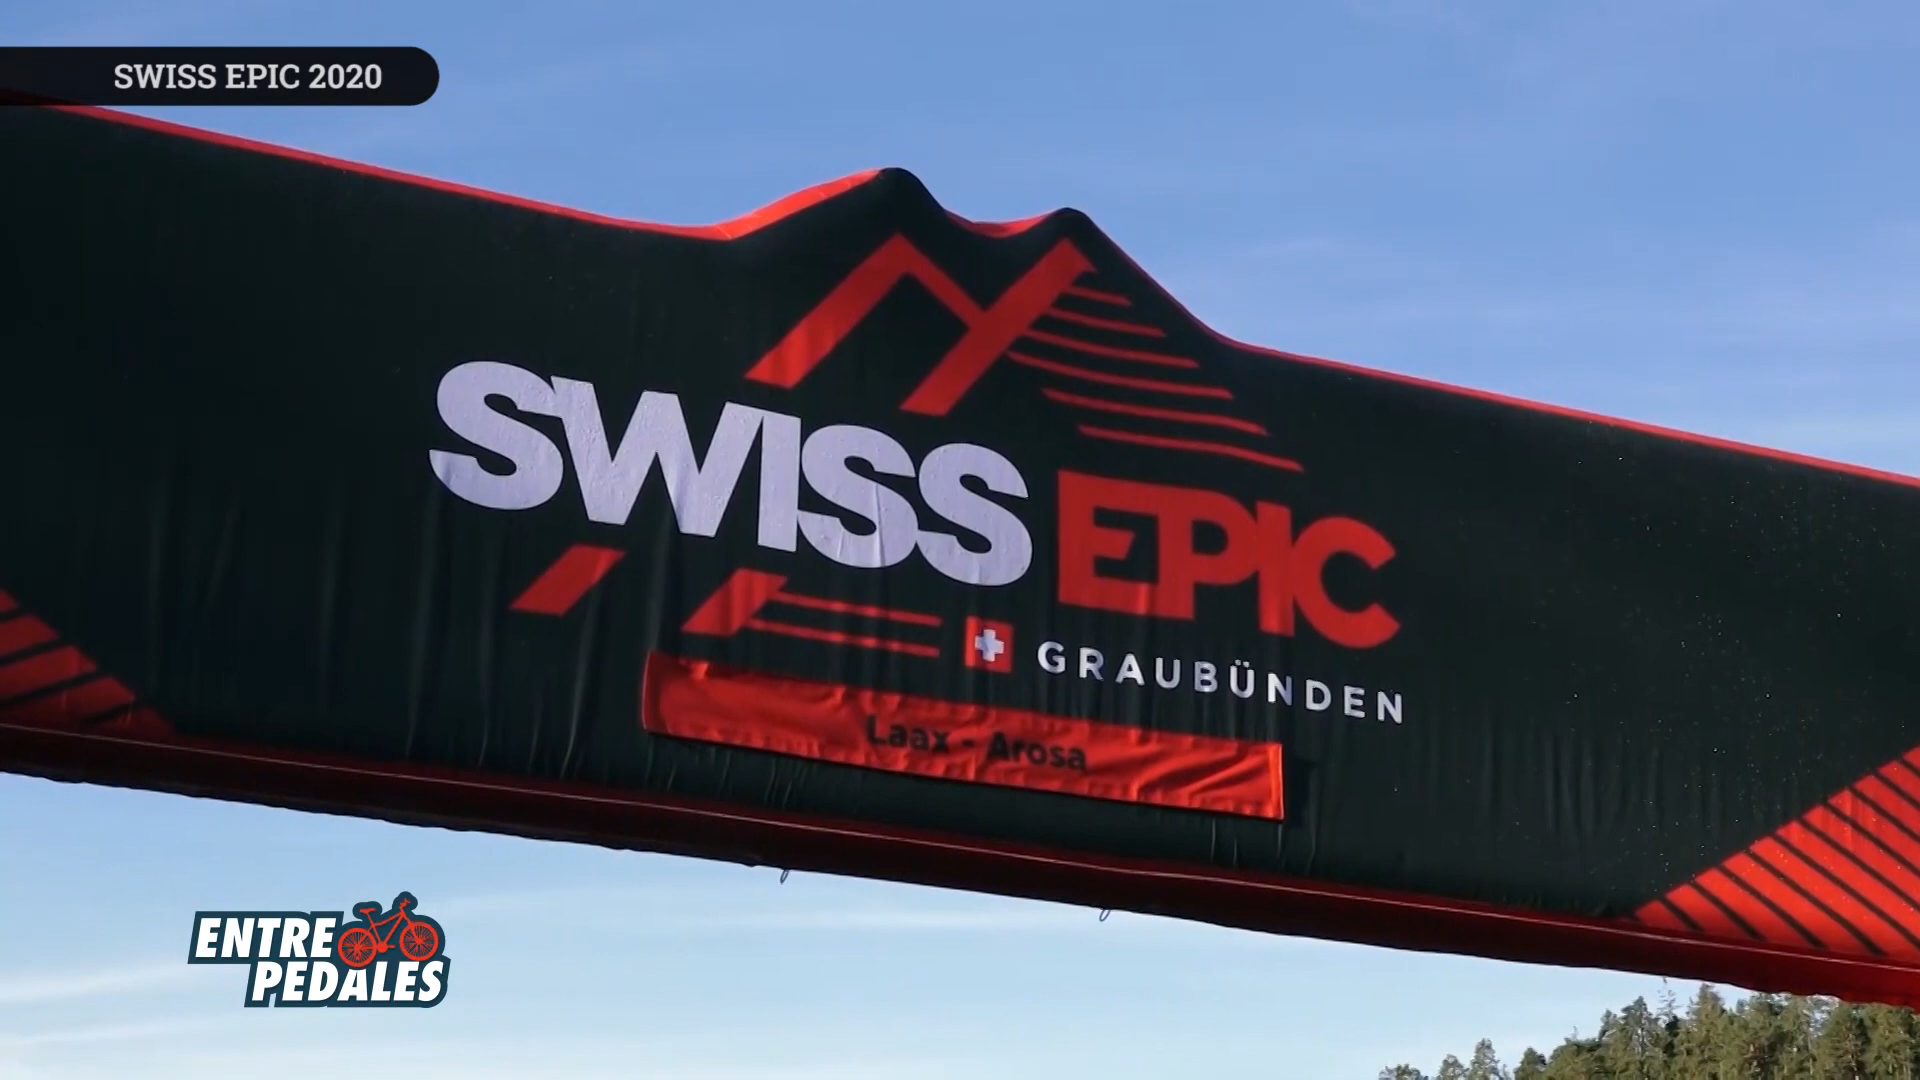 SWISS EPIC 2020
SWISS EPIC
GRAUBÜNDEN
Laax - Arosa
ENTRE
PEDALES